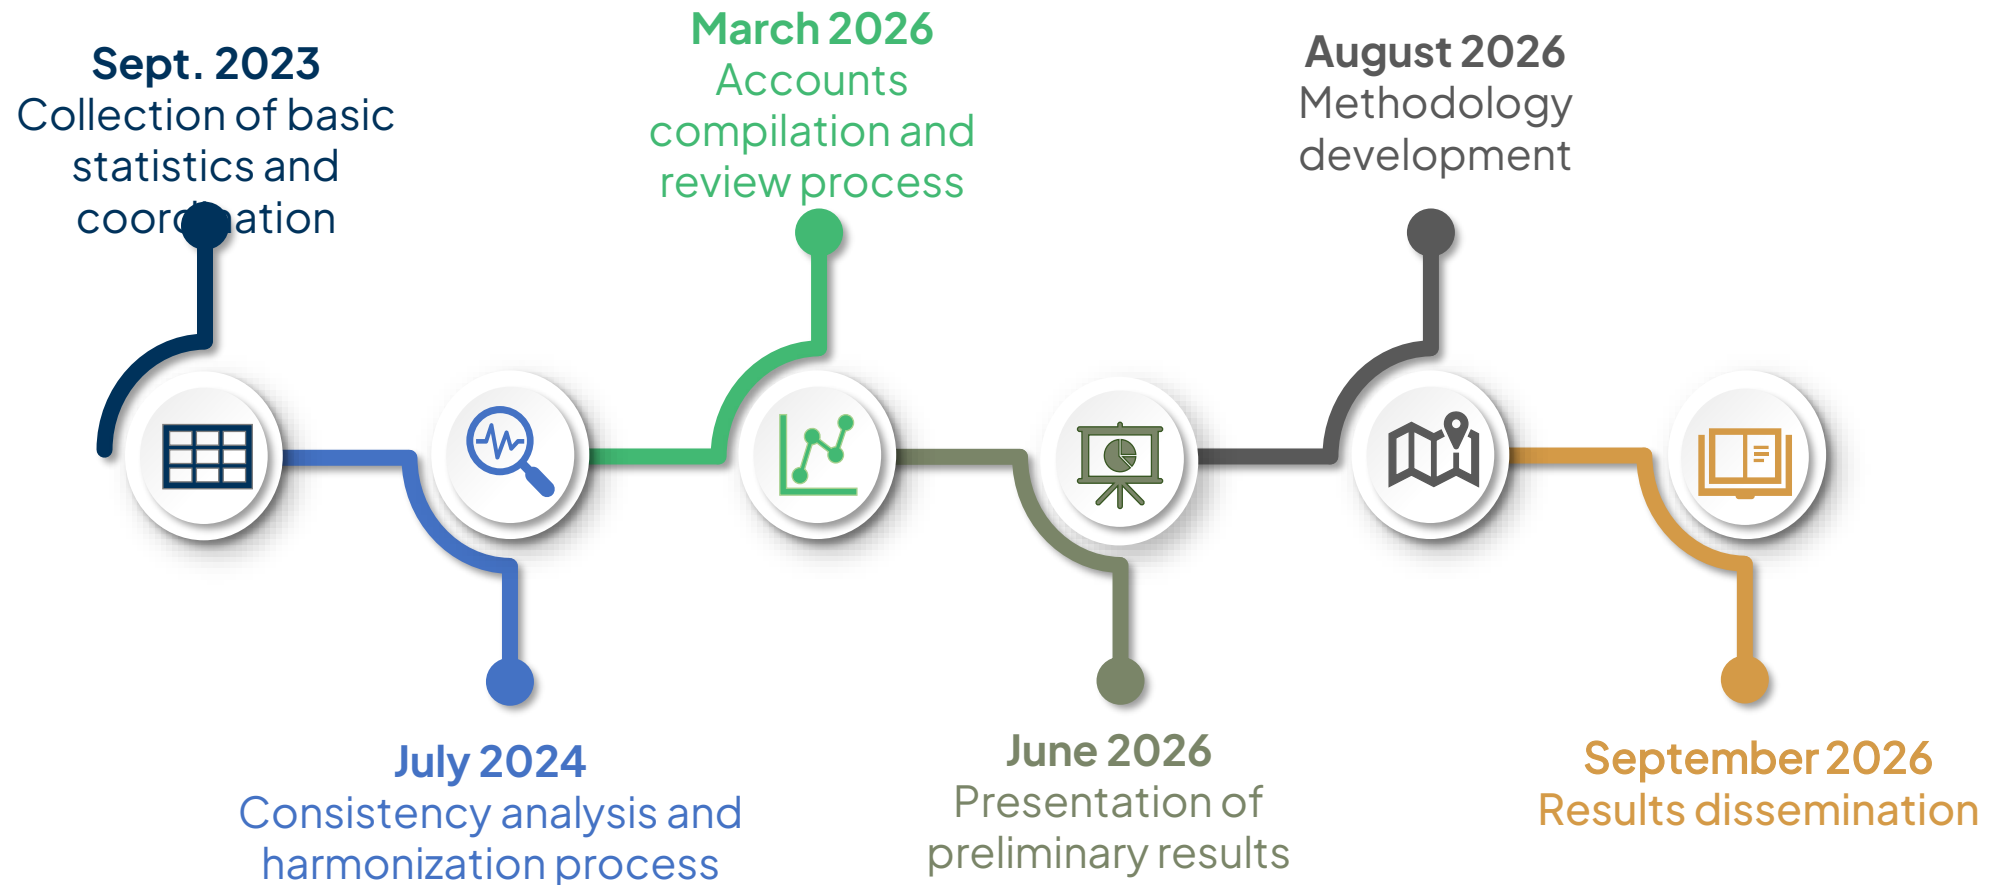 Sept. 2023
Collection of basic
statistics and
coordination
July 2024
Consistency analysis and
harmonization process
March 2026
Accounts
compilation and
review process
June 2026
Presentation of
preliminary results
August 2026
Methodology
development
September 2026
Results dissemination